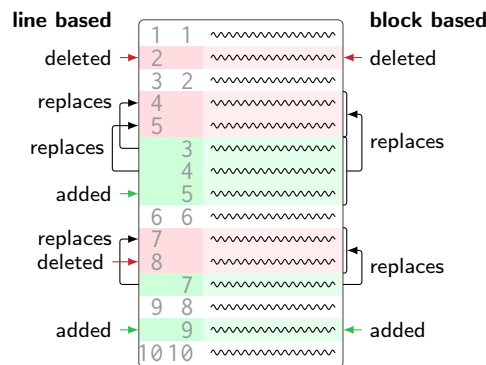 line based block based
1 1
deleted 2 deleted
3 2
replaces 4
5
replaces 3 replaces
4
added 5
6 6
replaces 7
deleted 8
7 replaces
9 8
added 9 added
10 10